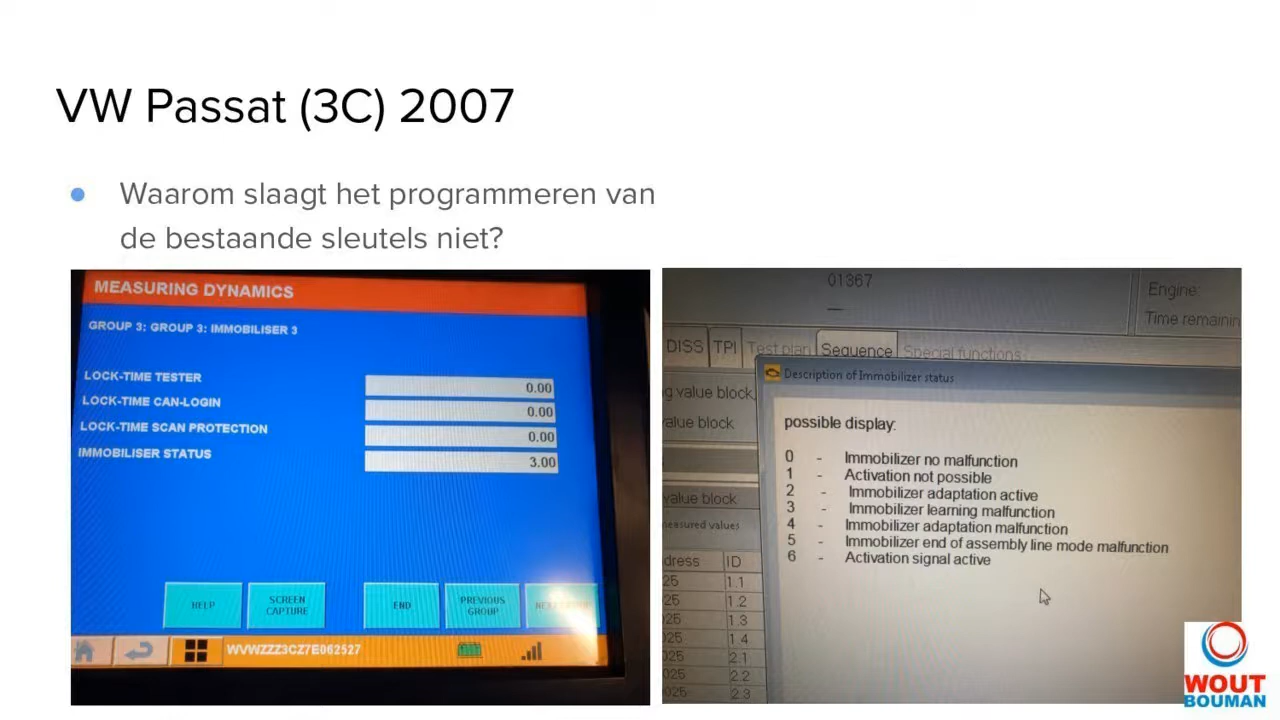 VW Passat (3C) 2007
● Waarom slaagt het programmeren van
de bestaande sleutels niet?
MEASURING DYNAMICS
GROUP 3: GROUP 3: IMMOBILISER 3
LOCK-TIME TESTER 0.00
LOCK-TIME CAN-LOGIN 0.00
LOCK-TIME SCAN PROTECTION 0.00
IMMOBILISER STATUS 3.00
HELP
SCREEN
CAPTURE
END
PREVIOUS
GROUP
WVWZZZ3CZ7E062527
01367
Engine:
Time remainin
DISS TPI Test plan Sequence Special functions
g value block
alue block
value block
measured values
dress ID
25 1.1
25 1.2
25 1.3
025 1.4
025 2.1
025 2.2
025 2.3
Description of Immobilizer status
possible display:
0 - Immobilizer no malfunction
1 - Activation not possible
2 - Immobilizer adaptation active
3 - Immobilizer learning malfunction
4 - Immobilizer adaptation malfunction
5 - Immobilizer end of assembly line mode malfunction
6 - Activation signal active
WOUT
BOUMAN